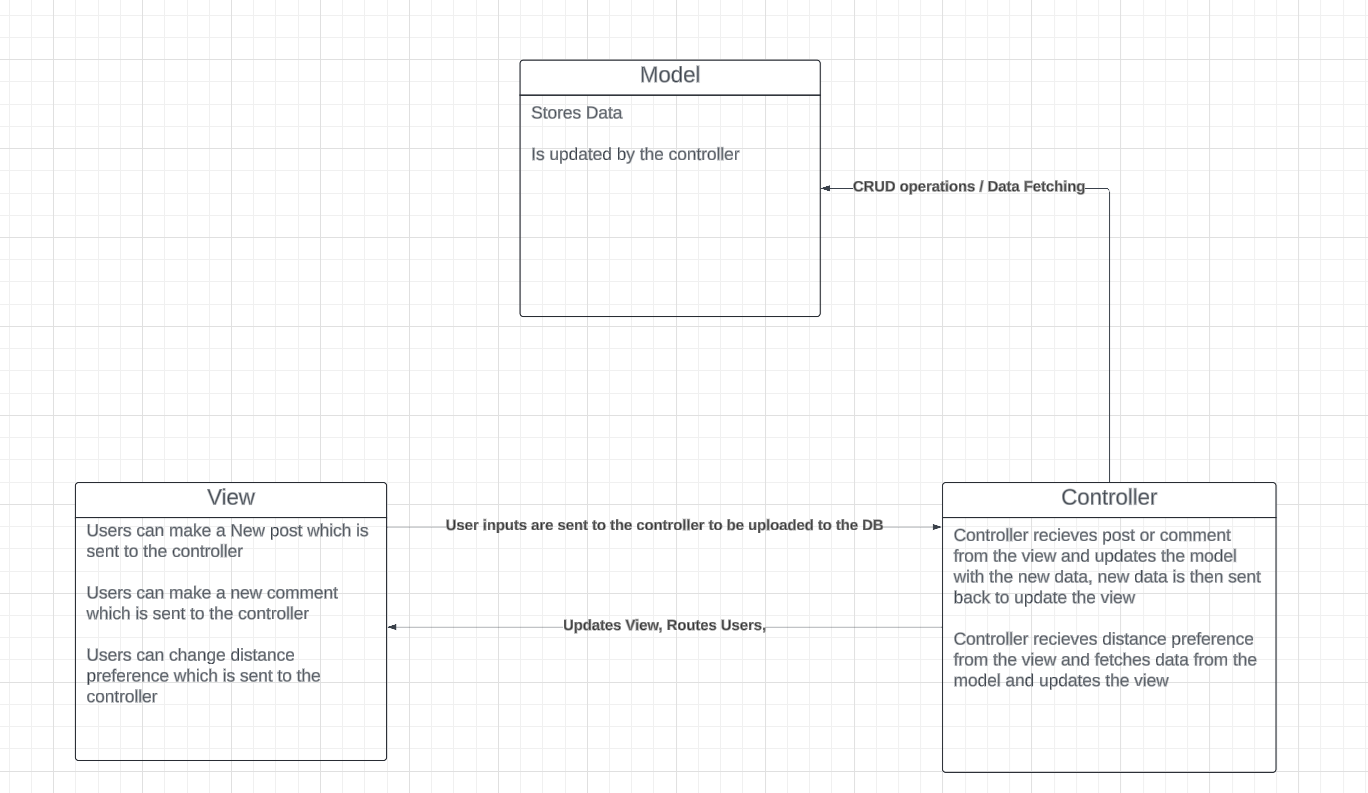 Model
Stores Data
Is updated by the controller
CRUD operations / Data Fetching
View
Users can make a New post which is
sent to the controller
Users can make a new comment
which is sent to the controller
Users can change distance
preference which is sent to the
controller
User inputs are sent to the controller to be uploaded to the DB
Updates View, Routes Users,
Controller
Controller recieves post or comment
from the view and updates the model
with the new data, new data is then sent
back to update the view
Controller recieves distance preference
from the view and fetches data from the
model and updates the view